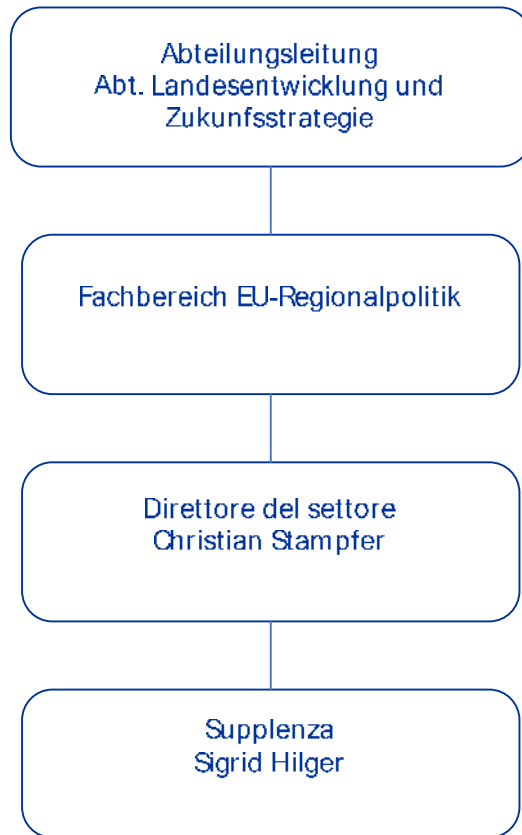 Abteilungsleitung
Abt. Landesentwicklung und
Zukunfsstrategie
Fachbereich EU-Regionalpolitik
Direttore del settore
Christian Stampfer
Supplenza
Sigrid Hilger